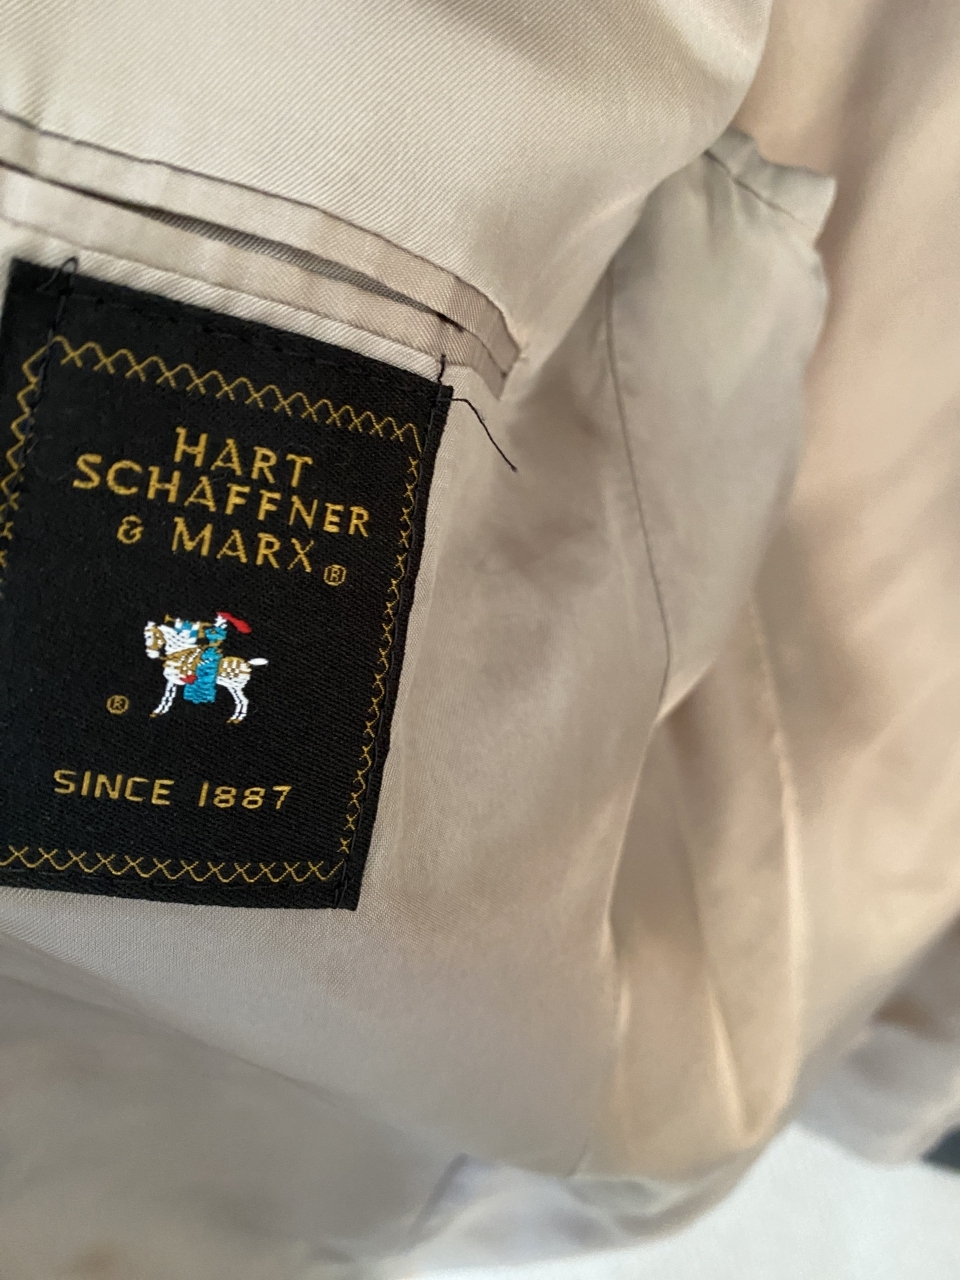 HART
SCHAFFNER
& MARX®
®
SINCE 1887